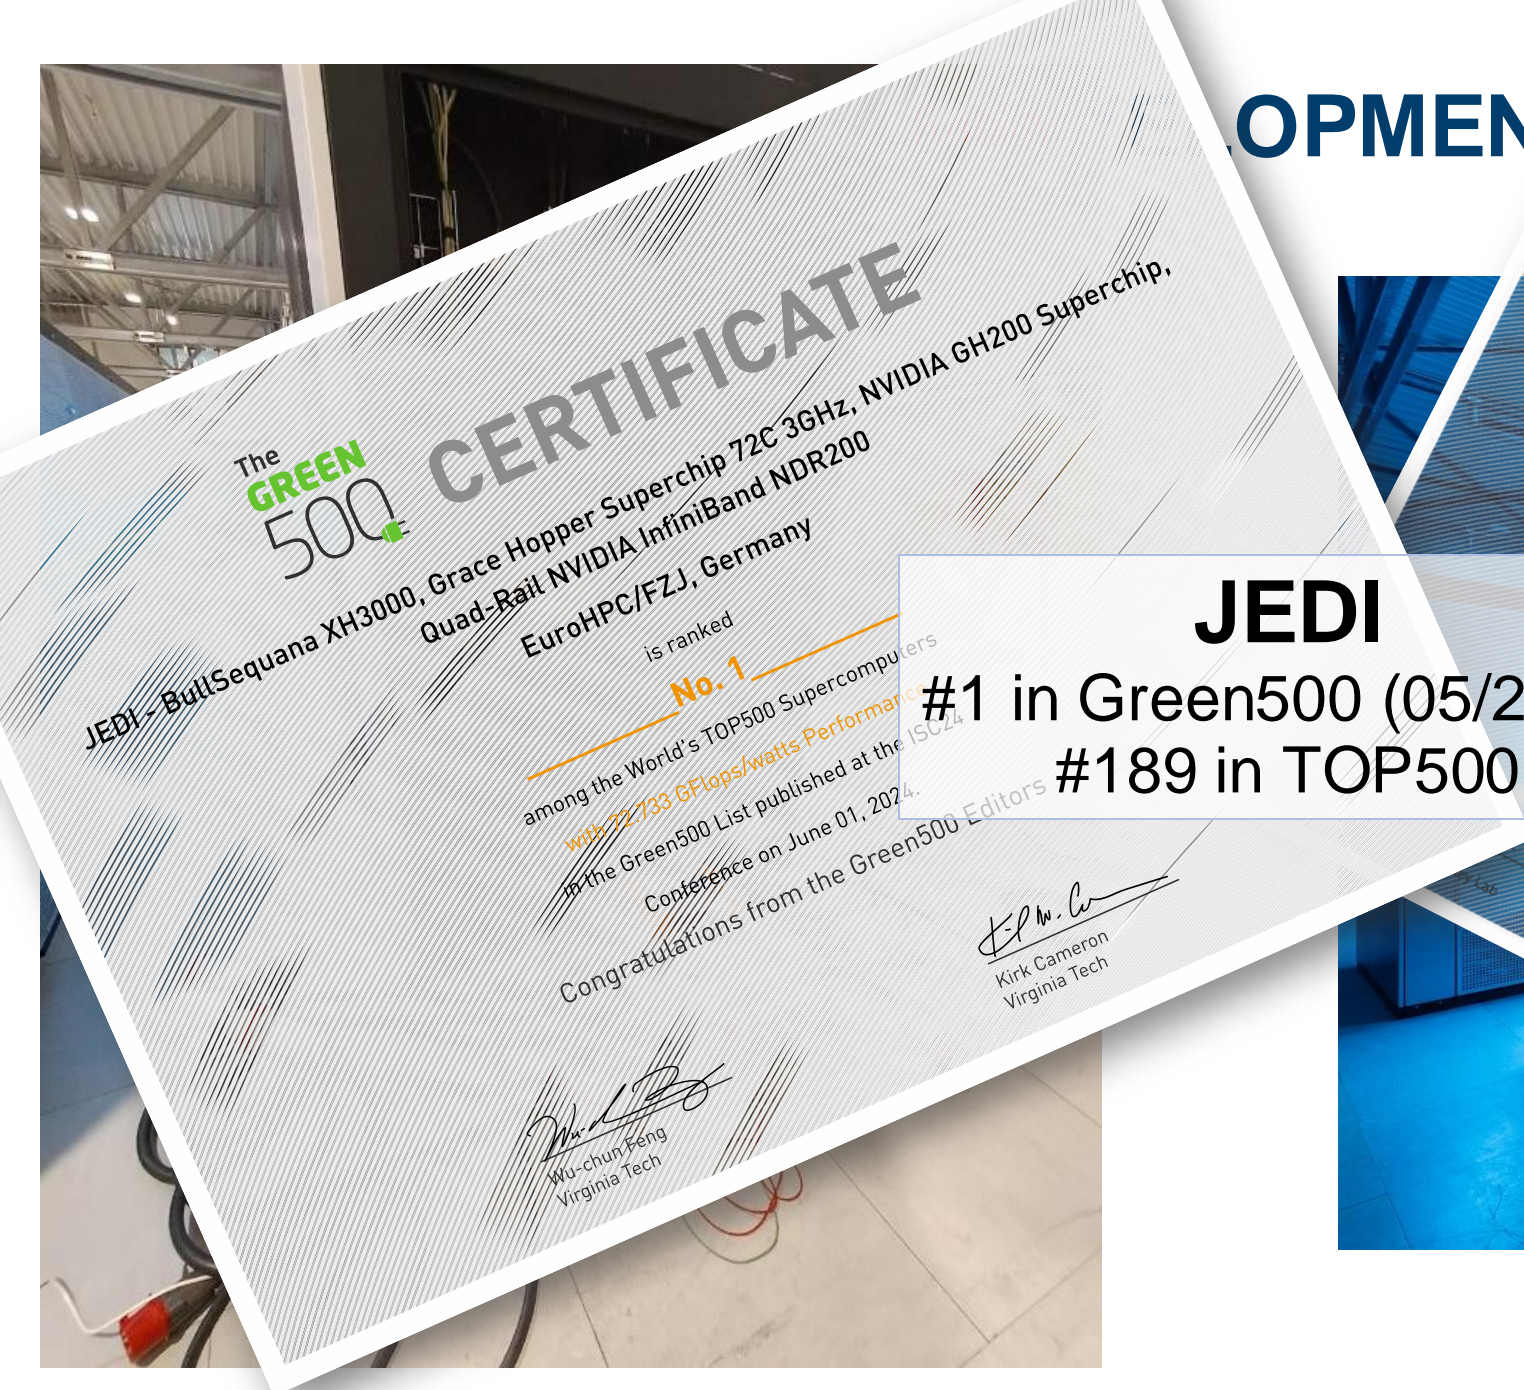 LOPMEN
The
GREEN
500
CERTIFICATE
JEDI - BullSequana XH3000, Grace Hopper Superchip 72C 3GHz, NVIDIA GH200 Superchip,
Quad-Rail NVIDIA InfiniBand NDR200
EuroHPC/FZJ, Germany
is ranked
No. 1
among the World's TOP500 Supercomputers
with 72.733 GFlops/watts Performance
in the Green500 List published at the ISC24
Conference on June 01, 2024.
Congratulations from the Green500 Editors
Kirk Cameron
Virginia Tech
Wu-chun Feng
Virginia Tech
JEDI
#1 in Green500 (05/2
#189 in TOP500
Lab